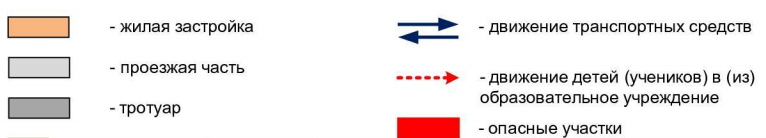 - жилая застройка
- проезжая часть
- тротуар
- движение транспортных средств
- движение детей (учеников) в (из)
образовательное учреждение
- опасные участки